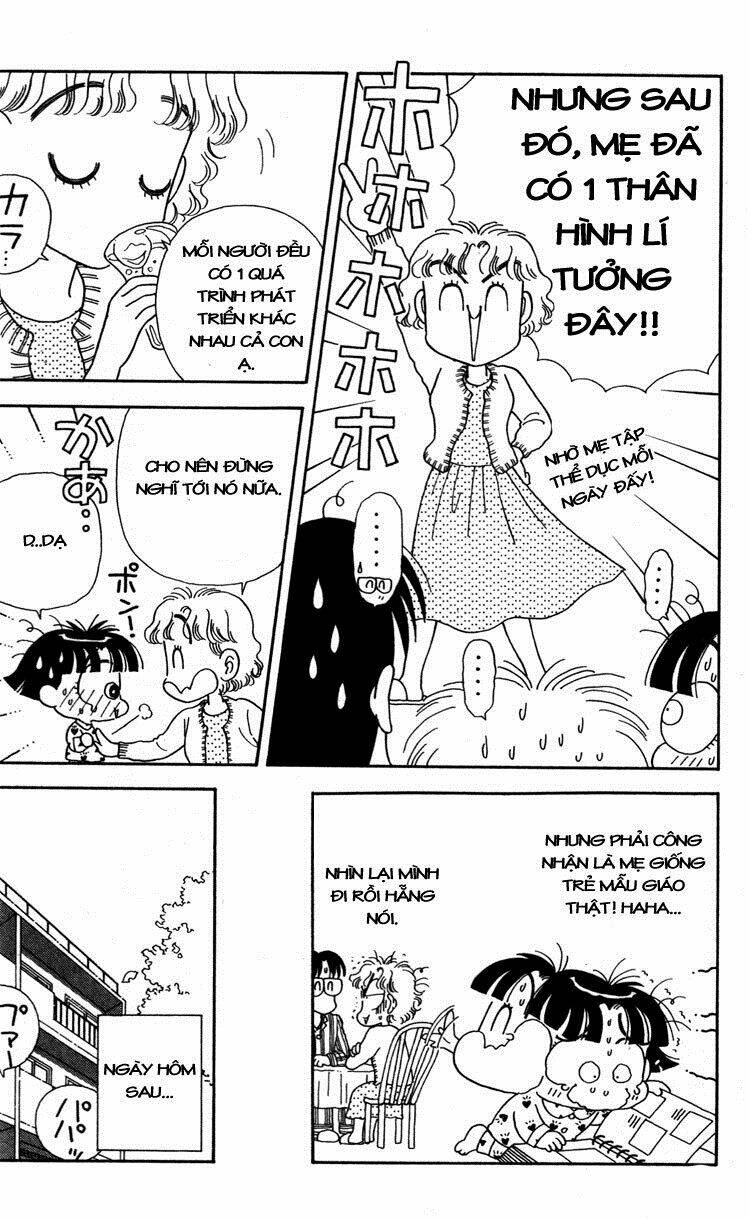 NHƯNG SAU
ĐÓ, MẸ ĐÃ
CÓ 1 THÂN
HÌNH LÍ
TƯỞNG
ĐÂY!!
ホホホホホ
NHỜ MẸ TẬP
THỂ DỤC MỖI
NGÀY ĐẤY!
.....
....
....
MỖI NGƯỜI ĐỀU
CÓ 1 QUÁ
TRÌNH PHÁT
TRIỂN KHÁC
NHAU CẢ CON
Ạ.
カラ...
CHO NÊN ĐỪNG
NGHĨ TỚI NÓ NỮA.
かあ..
D..DẠ
ポン!
NHƯNG PHẢI CÔNG
NHẬN LÀ MẸ GIỐNG
TRẺ MẪU GIÁO
THẬT! HAHA...
NHÌN LẠI MÌNH
ĐI RỒI HẴNG
NÓI.
NGÀY HÔM
SAU...
プァー
パパッ